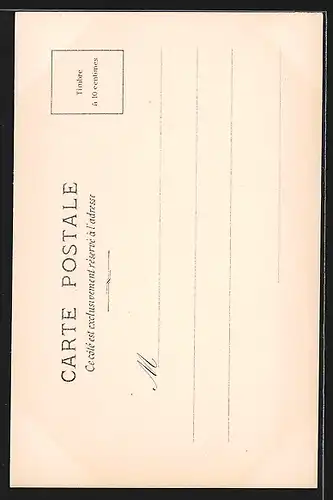 CARTE POSTALE
Ce côté est exclusivement réservé à l'adresse
Timbre
à 10 centimes
M